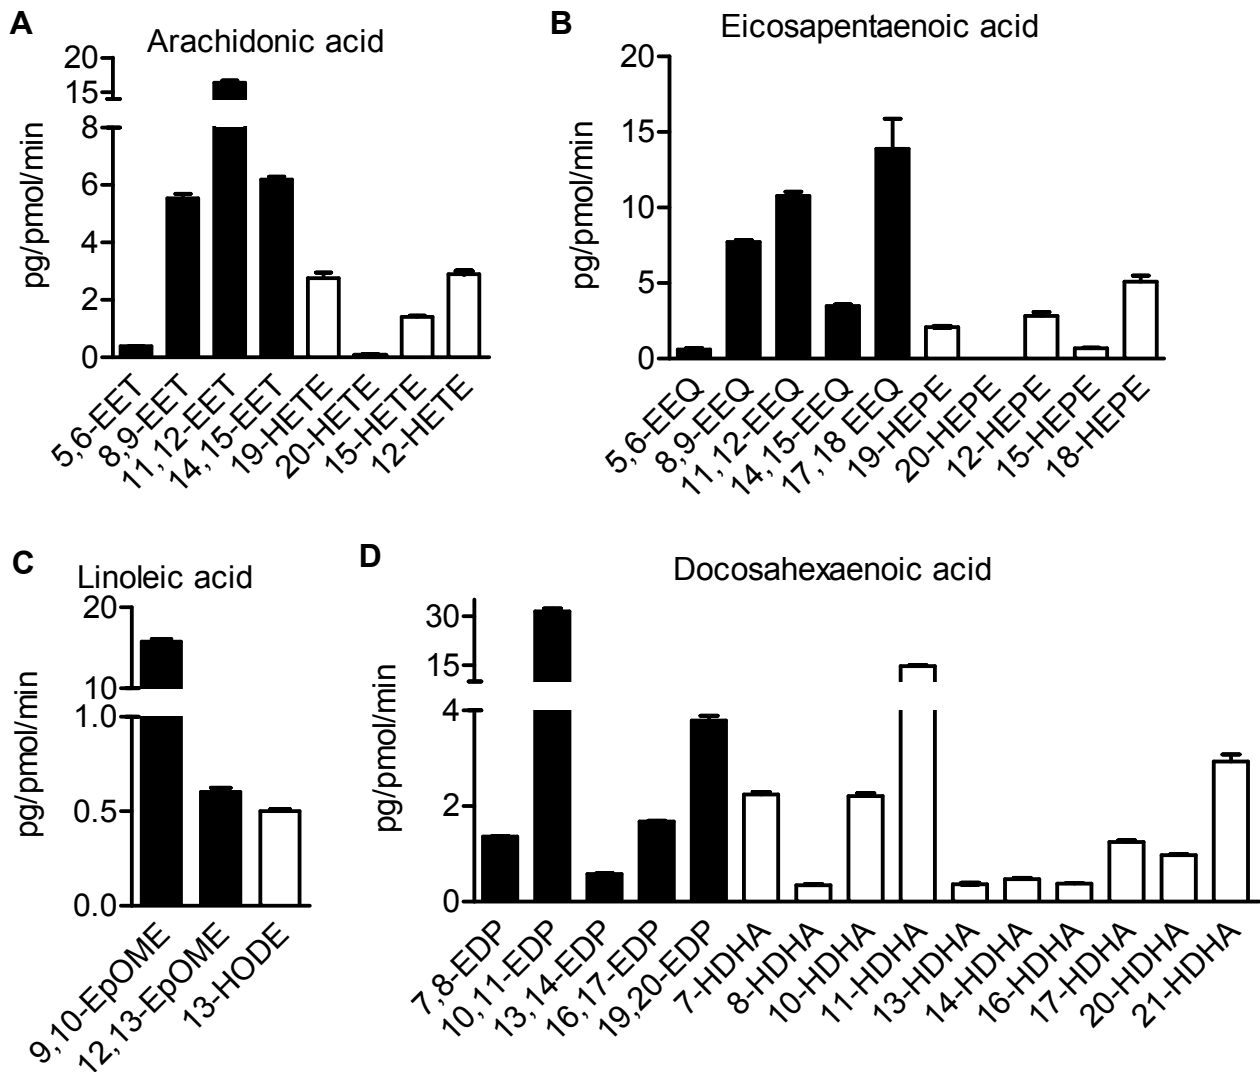 A
Arachidonic acid
pg/pmol/min
20
15
8
6
4
2
0
5,6-EET
8,9-EET
11, 12-EET
14, 15-EET
19-HETE
20-HETE
15-HETE
12-HETE
B
Eicosapentaenoic acid
pg/pmol/min
20
15
10
5
0
5,6-EEQ
8,9-EEQ
11, 12-EEQ
14, 15-EEQ
17, 18 EEQ
19-HEPE
20-HEPE
12-HEPE
15-HEPE
18-HEPE
C
Linoleic acid
pg/pmol/min
20
10
1.0
0.5
0.0
9,10-EpOME
12,13-EpOME
13-HODE
D
Docosahexaenoic acid
pg/pmol/min
30
15
4
2
0
7,8-EDP
10,11-EDP
13,14-EDP
16,17-EDP
19,20-EDP
7-HDHA
8-HDHA
10-HDHA
11-HDHA
13-HDHA
14-HDHA
16-HDHA
17-HDHA
20-HDHA
21-HDHA